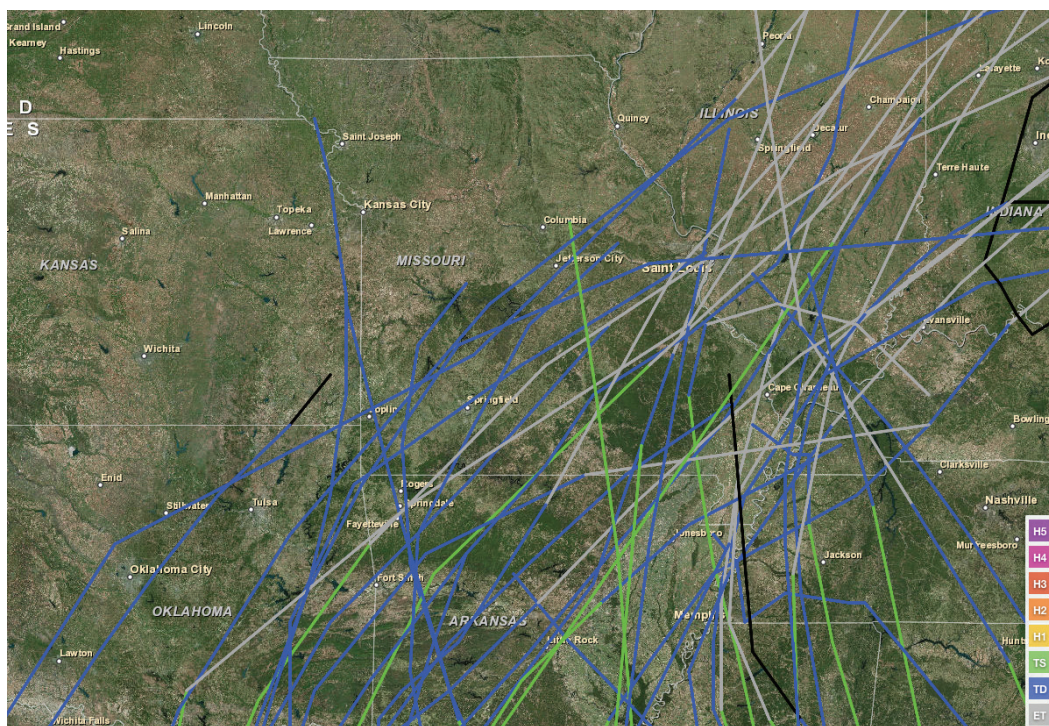 Grand Island
Kearney
Hastings
Lincoln
Peoria
Lafayette
Ko
D
E S
Saint Joseph
Quincy
ILLINOIS
Champaign
Springfield
Decatur
Ind
Terre Haute
Manhattan
Topeka
Lawrence
Kansas City
Columbia
INDIANA
Salina
KANSAS
MISSOURI
Jefferson City
Saint Louis
Evansville
Wichita
Cape Girardeau
Joplin
Springfield
Bowling
Enid
Rogers
Springdale
Fayetteville
Clarksville
Stillwater
Tulsa
Nashville
Jonesboro
Murfreesboro
Jackson
Oklahoma City
Fort Smith
OKLAHOMA
ARKANSAS
Memphis
Little Rock
Hunts
Lawton
Wichita Falls
H5
H4
H3
H2
H1
TS
TD
ET